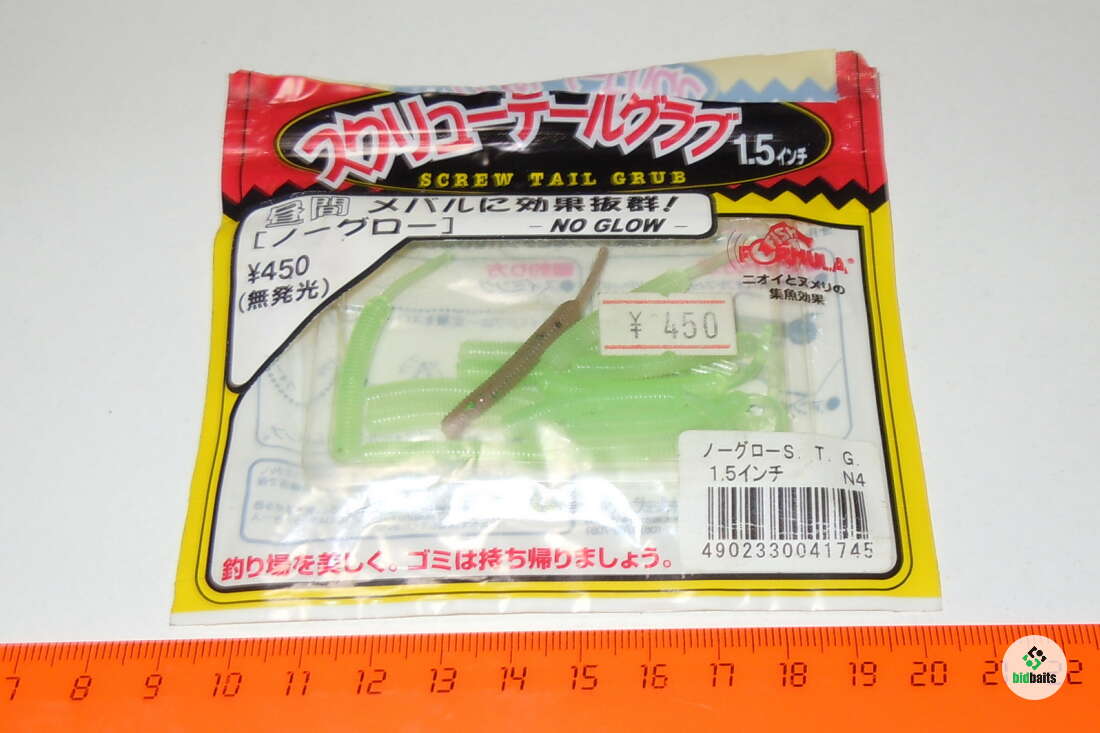 スクリューテールグラブ
1.5インチ
SCREW TAIL GRUB
昼間 メバルに効果抜群!
[ノーグロー]
- NO GLOW -
¥450
(無発光)
FISH
FORMULA
ニオイとヌメリの
集魚効果
¥ 450
ノーグローS. T. G.
1.5インチ
N4
4902330041745
釣り場を美しく。ゴミは持ち帰りましょう。
7 8 9 10 11 12 13 14 15 16 17 18 19 20
bidbaits